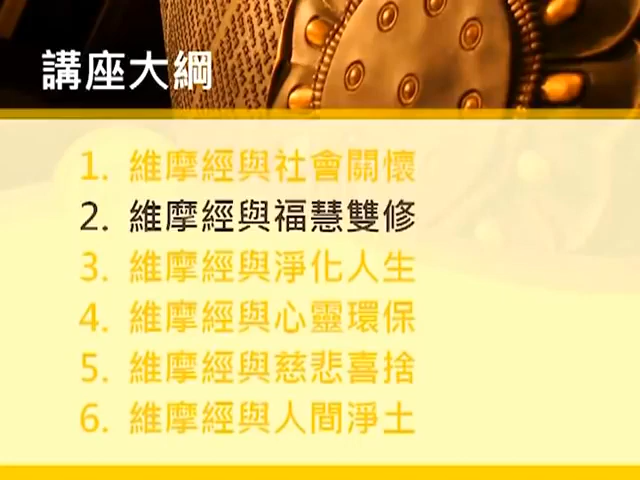 講座大綱
1. 維摩經與社會關懷
2. 維摩經與福慧雙修
3. 維摩經與淨化人生
4. 維摩經與心靈環保
5. 維摩經與慈悲喜捨
6. 維摩經與人間淨土